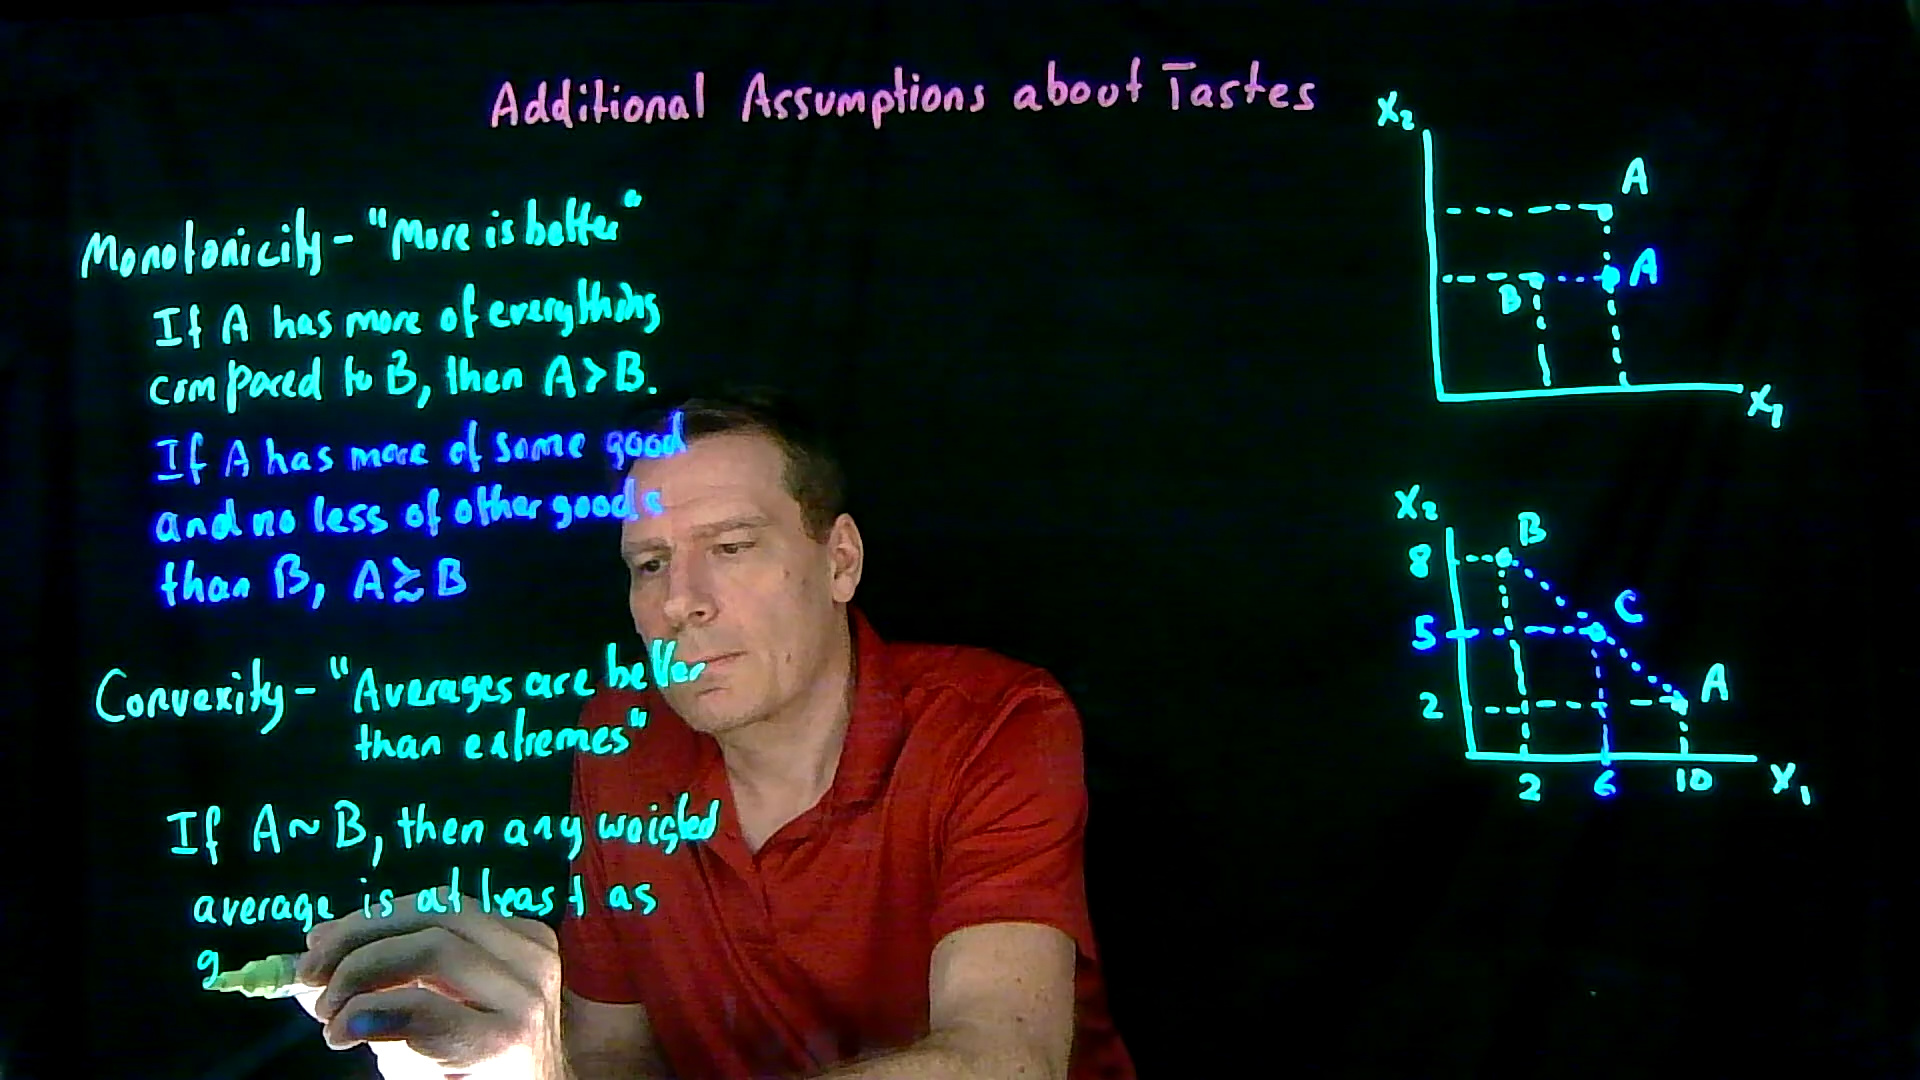 Additional Assumptions about Tastes
Monotonicity - "More is better"
If A has more of everything
compared to B, then A > B.
If A has more of some good
and no less of other goods
than B, A ≿ B
Convexity - "Averages are better
than extremes"
If A ~ B, then any weighted
average is at least as
g
X₂
A
A
B
X₁
X₂
B
8
C
5
A
2
2 6 10 X₁